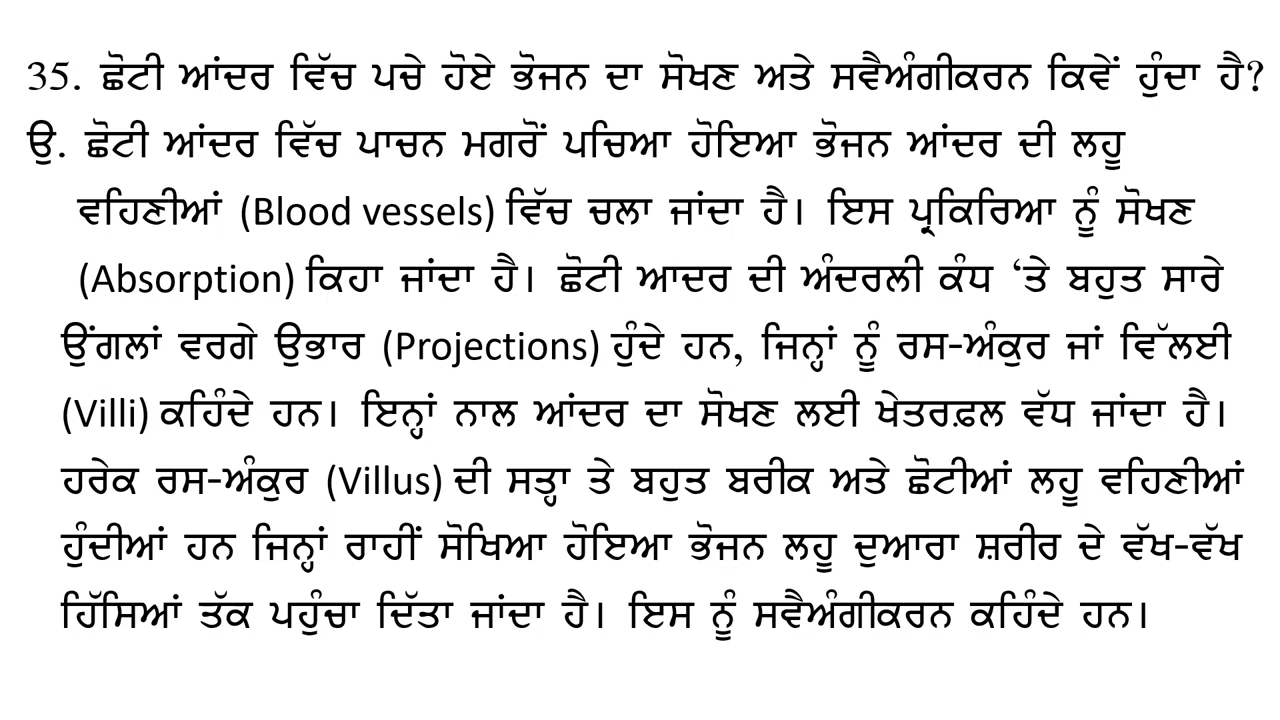 35. ਛੋਟੀ ਆਂਦਰ ਵਿੱਚ ਪਚੇ ਹੋਏ ਭੋਜਨ ਦਾ ਸੋਖਣ ਅਤੇ ਸਵੈਅੰਗੀਕਰਨ ਕਿਵੇਂ ਹੁੰਦਾ ਹੈ?
ਉ. ਛੋਟੀ ਆਂਦਰ ਵਿੱਚ ਪਾਚਨ ਮਗਰੋਂ ਪਚਿਆ ਹੋਇਆ ਭੋਜਨ ਆਂਦਰ ਦੀ ਲਹੂ
ਵਹਿਣੀਆਂ (Blood vessels) ਵਿੱਚ ਚਲਾ ਜਾਂਦਾ ਹੈ। ਇਸ ਪ੍ਰਕਿਰਿਆ ਨੂੰ ਸੋਖਣ
(Absorption) ਕਿਹਾ ਜਾਂਦਾ ਹੈ। ਛੋਟੀ ਆਦਰ ਦੀ ਅੰਦਰਲੀ ਕੰਧ ‘ਤੇ ਬਹੁਤ ਸਾਰੇ
ਉਂਗਲਾਂ ਵਰਗੇ ਉਭਾਰ (Projections) ਹੁੰਦੇ ਹਨ, ਜਿਨ੍ਹਾਂ ਨੂੰ ਰਸ-ਅੰਕੁਰ ਜਾਂ ਵਿੱਲਈ
(Villi) ਕਹਿੰਦੇ ਹਨ। ਇਨ੍ਹਾਂ ਨਾਲ ਆਂਦਰ ਦਾ ਸੋਖਣ ਲਈ ਖੇਤਰਫ਼ਲ ਵੱਧ ਜਾਂਦਾ ਹੈ।
ਹਰੇਕ ਰਸ-ਅੰਕੁਰ (Villus) ਦੀ ਸਤ੍ਹਾ ਤੇ ਬਹੁਤ ਬਰੀਕ ਅਤੇ ਛੋਟੀਆਂ ਲਹੂ ਵਹਿਣੀਆਂ
ਹੁੰਦੀਆਂ ਹਨ ਜਿਨ੍ਹਾਂ ਰਾਹੀਂ ਸੋਖਿਆ ਹੋਇਆ ਭੋਜਨ ਲਹੂ ਦੁਆਰਾ ਸ਼ਰੀਰ ਦੇ ਵੱਖ-ਵੱਖ
ਹਿੱਸਿਆਂ ਤੱਕ ਪਹੁੰਚਾ ਦਿੱਤਾ ਜਾਂਦਾ ਹੈ। ਇਸ ਨੂੰ ਸਵੈਅੰਗੀਕਰਨ ਕਹਿੰਦੇ ਹਨ।